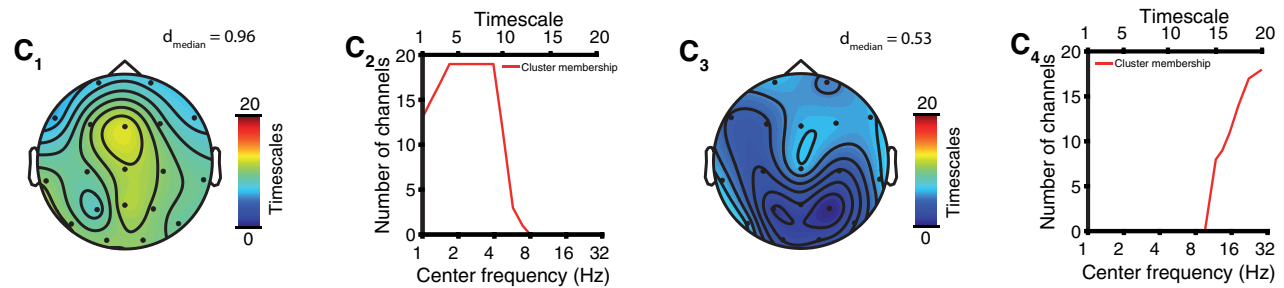 C1
dmedian = 0.96
20
Timescales
0
C2
Timescale
1 5 10 15 20
Number of channels
20
15
10
5
0
Cluster membership
1 2 4 8 16 32
Center frequency (Hz)
C3
dmedian = 0.53
20
Timescales
0
C4
Timescale
1 5 10 15 20
Number of channels
20
15
10
5
0
Cluster membership
1 2 4 8 16 32
Center frequency (Hz)